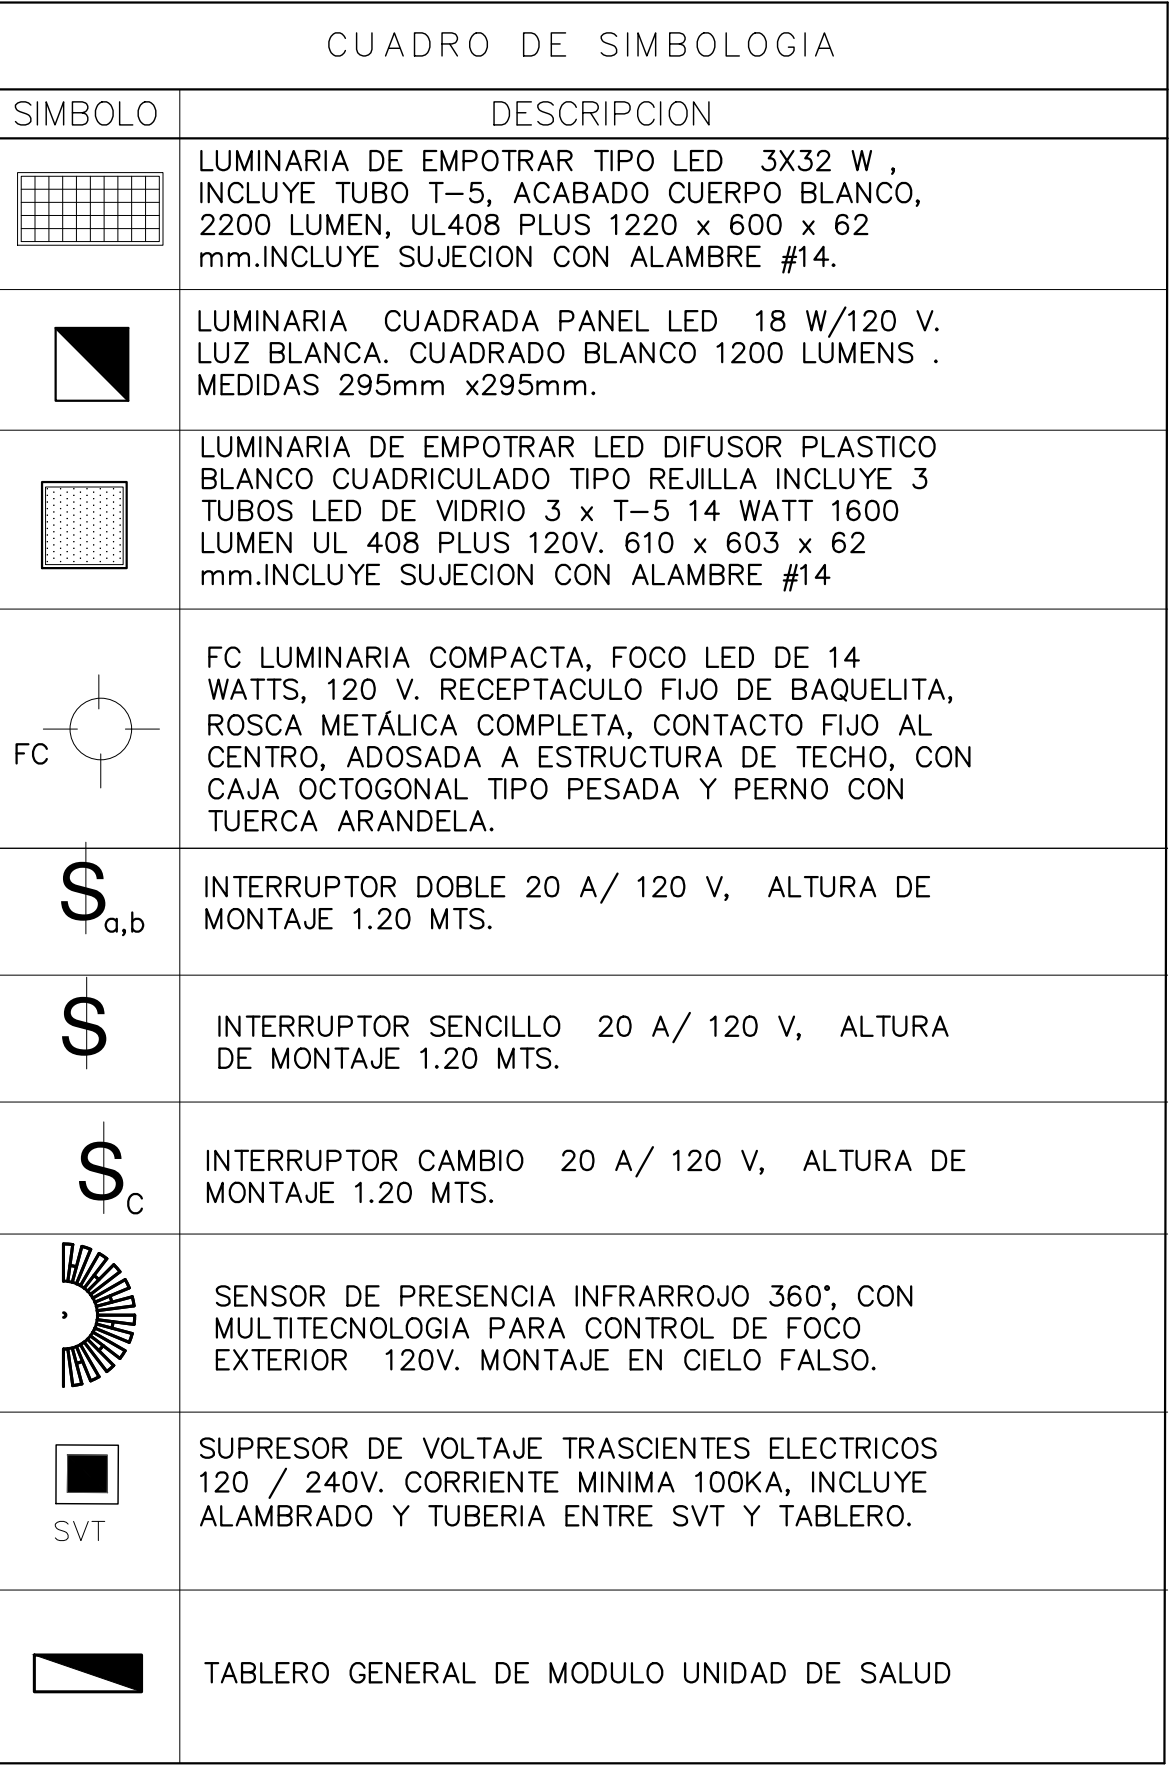 CUADRO DE SIMBOLOGIA
SIMBOLO DESCRIPCION
LUMINARIA DE EMPOTRAR TIPO LED 3X32 W ,
INCLUYE TUBO T-5, ACABADO CUERPO BLANCO,
2200 LUMEN, UL408 PLUS 1220 x 600 x 62
mm.INCLUYE SUJECION CON ALAMBRE #14.
LUMINARIA CUADRADA PANEL LED 18 W/120 V.
LUZ BLANCA. CUADRADO BLANCO 1200 LUMENS .
MEDIDAS 295mm x295mm.
LUMINARIA DE EMPOTRAR LED DIFUSOR PLASTICO
BLANCO CUADRICULADO TIPO REJILLA INCLUYE 3
TUBOS LED DE VIDRIO 3 x T-5 14 WATT 1600
LUMEN UL 408 PLUS 120V. 610 x 603 x 62
mm.INCLUYE SUJECION CON ALAMBRE #14
FC
FC LUMINARIA COMPACTA, FOCO LED DE 14
WATTS, 120 V. RECEPTACULO FIJO DE BAQUELITA,
ROSCA METÁLICA COMPLETA, CONTACTO FIJO AL
CENTRO, ADOSADA A ESTRUCTURA DE TECHO, CON
CAJA OCTOGONAL TIPO PESADA Y PERNO CON
TUERCA ARANDELA.
S a,b
INTERRUPTOR DOBLE 20 A/ 120 V, ALTURA DE
MONTAJE 1.20 MTS.
S
INTERRUPTOR SENCILLO 20 A/ 120 V, ALTURA
DE MONTAJE 1.20 MTS.
S C
INTERRUPTOR CAMBIO 20 A/ 120 V, ALTURA DE
MONTAJE 1.20 MTS.
SENSOR DE PRESENCIA INFRARROJO 360°, CON
MULTITECNOLOGIA PARA CONTROL DE FOCO
EXTERIOR 120V. MONTAJE EN CIELO FALSO.
SVT
SUPRESOR DE VOLTAJE TRASCIENTES ELECTRICOS
120 / 240V. CORRIENTE MINIMA 100KA, INCLUYE
ALAMBRADO Y TUBERIA ENTRE SVT Y TABLERO.
TABLERO GENERAL DE MODULO UNIDAD DE SALUD